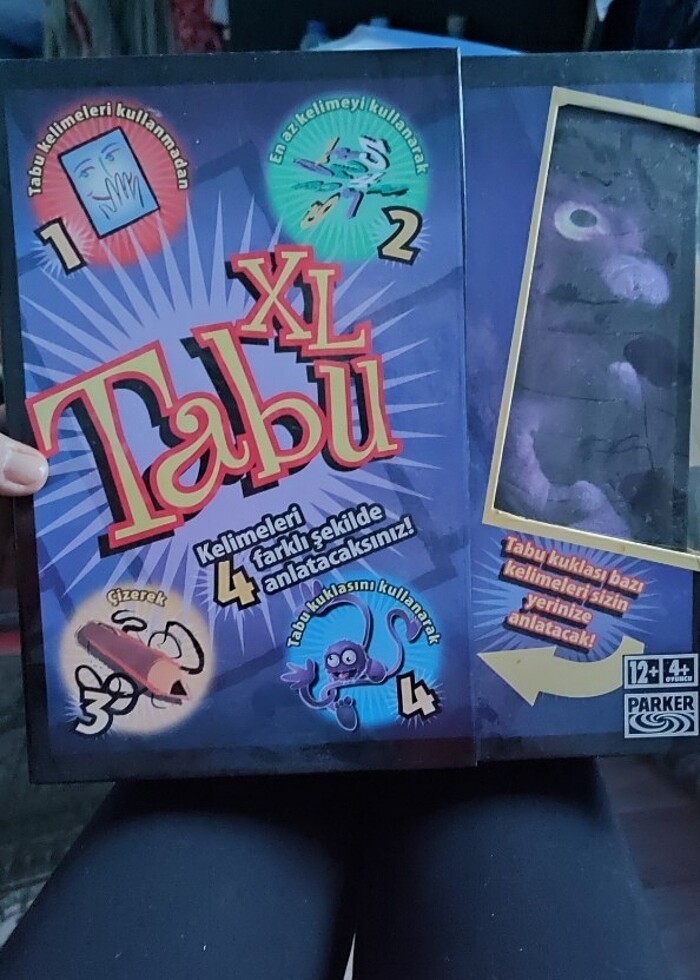 Tabu kelimeleri kullanmadan
1
En az kelimeyi kullanarak
2
XL
Tabu
Kelimeleri
4 farklı şekilde
anlatacaksınız!
Çizerek
3
Tabu kuklasını kullanarak
4
Tabu kuklası bazı
kelimeleri sizin
yerinize
anlatacak!
12+ 4+
OYUNCU
PARKER